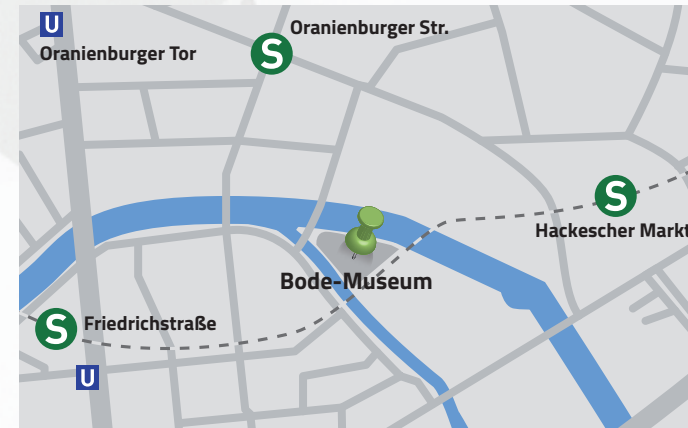 U
Oranienburger Tor
Oranienburger Str.
S
S
Hackescher Markt
Bode-Museum
S
Friedrichstraße
U